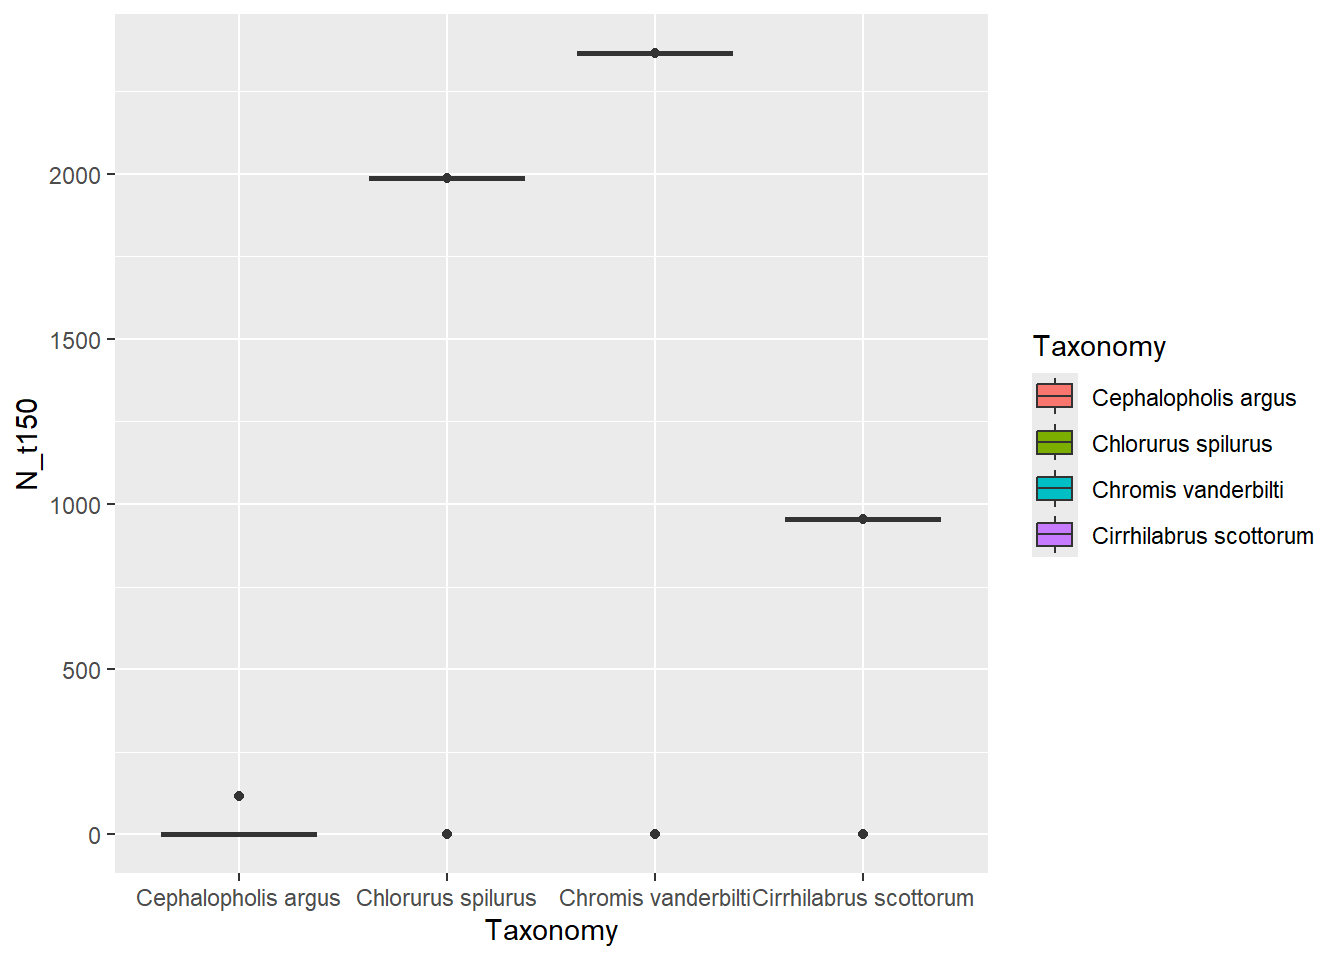 2000
1500
1000
500
0
N_t150
Cephalopholis argus Chlorurus spilurus Chromis vanderbilti Cirrhilabrus scottorum
Taxonomy
Taxonomy
Cephalopholis argus
Chlorurus spilurus
Chromis vanderbilti
Cirrhilabrus scottorum